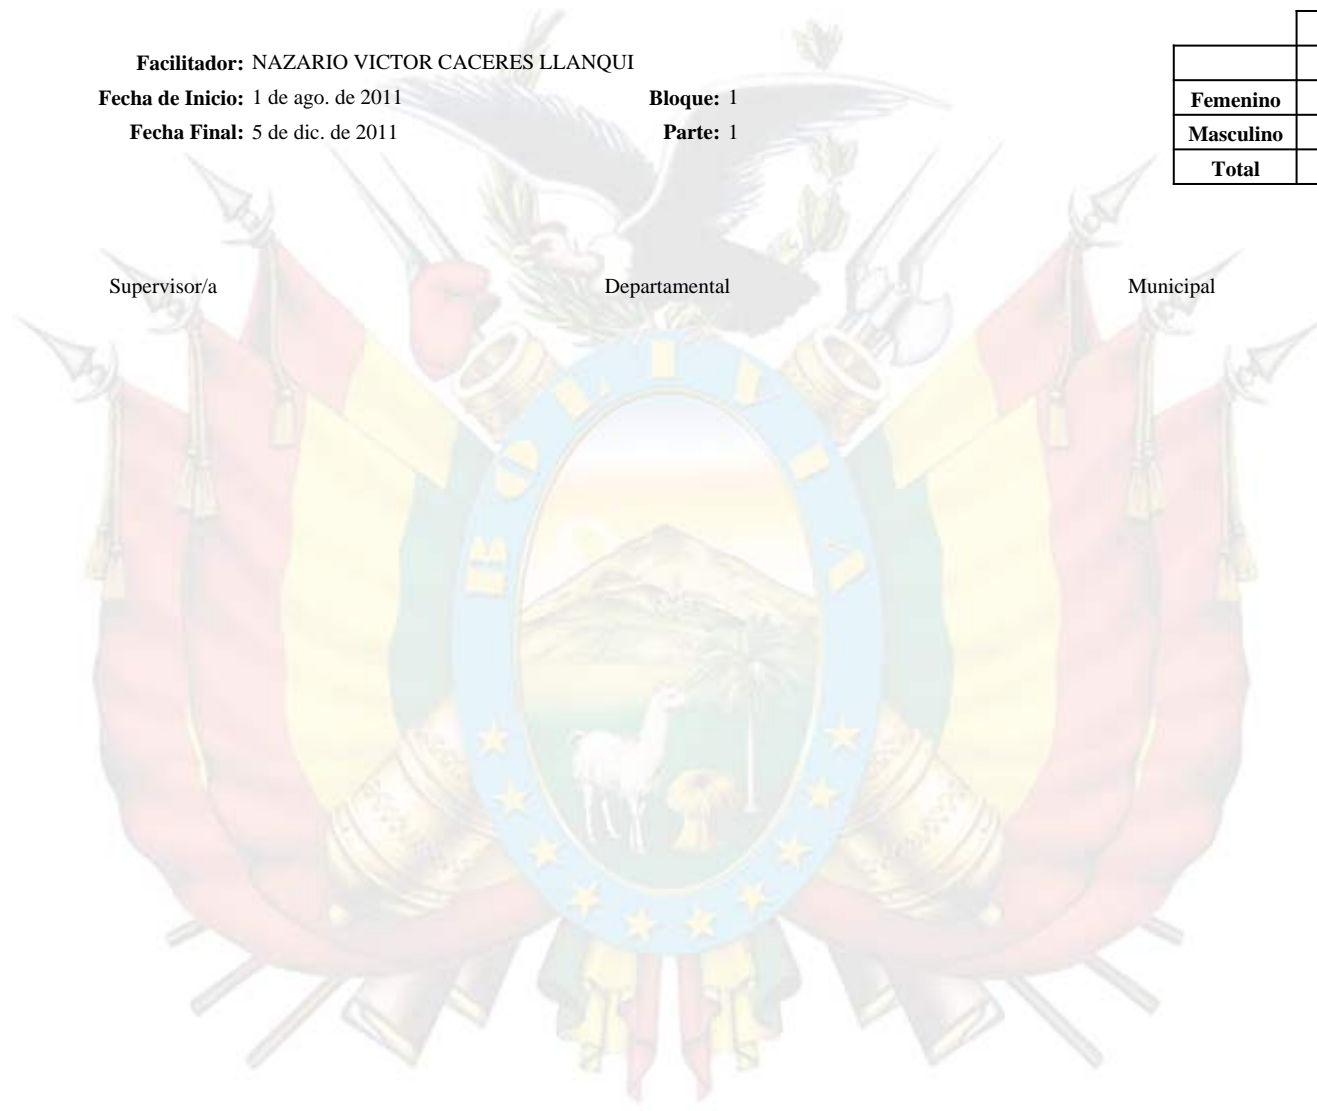 Facilitador: NAZARIO VICTOR CACERES LLANQUI
Fecha de Inicio: 1 de ago. de 2011 Bloque: 1
Fecha Final: 5 de dic. de 2011 Parte: 1
Femenino
Masculino
Total
Supervisor/a Departamental Municipal
BOLIVIA